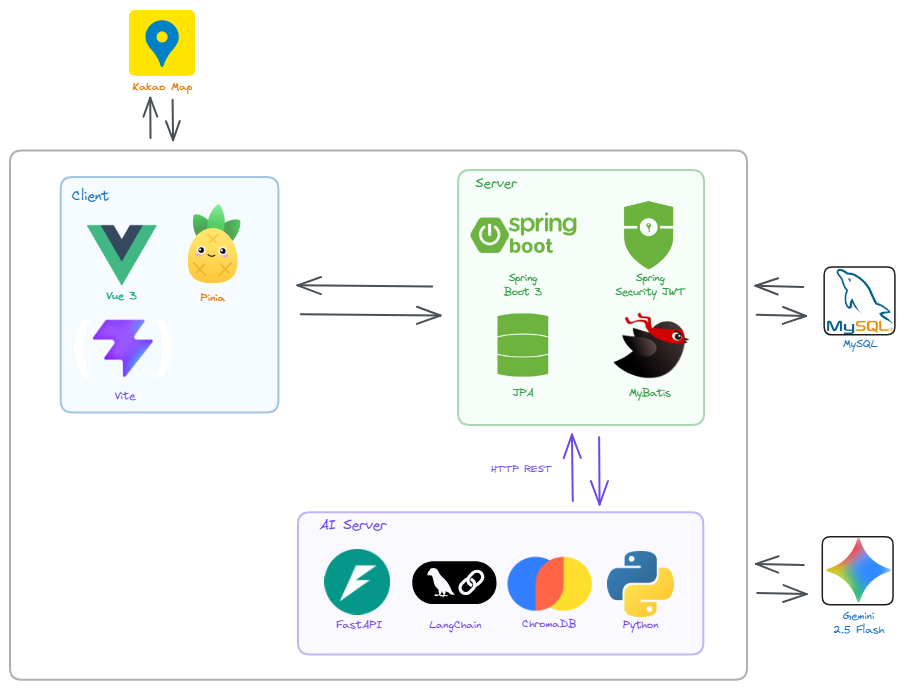 Kakao Map
Client
Vue 3
Pinia
Vite
Server
spring
boot
Spring
Boot 3
Spring
Security JWT
JPA
MyBatis
MySQL
MySQL
HTTP REST
AI Server
FastAPI
LangChain
ChromaDB
Python
Gemini
2.5 Flash